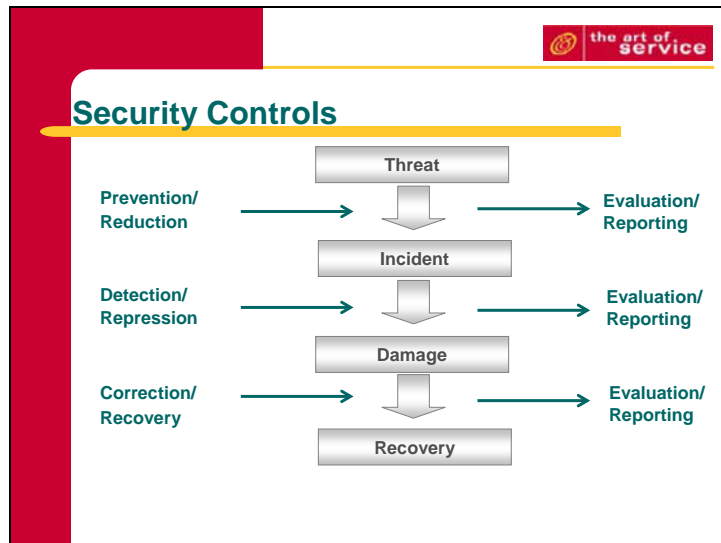 the art of
service
Security Controls
Threat
Prevention/
Reduction
Evaluation/
Reporting
Incident
Detection/
Repression
Evaluation/
Reporting
Damage
Correction/
Recovery
Evaluation/
Reporting
Recovery